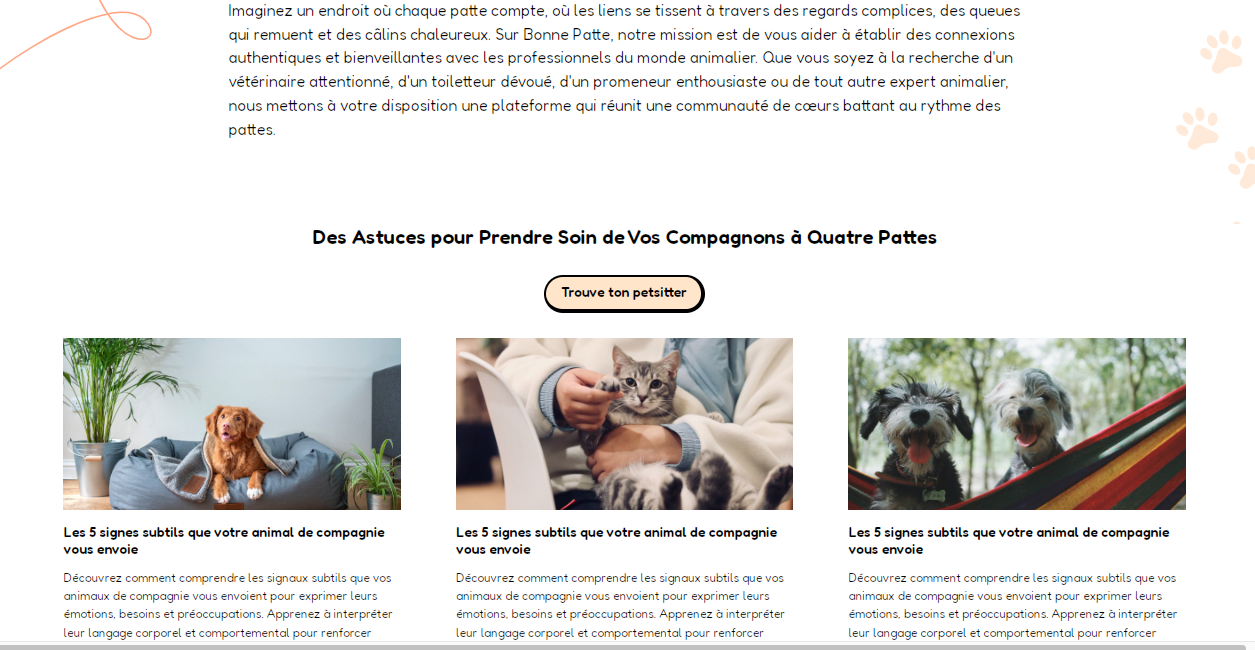 Imaginez un endroit où chaque patte compte, où les liens se tissent à travers des regards complices, des queues
qui remuent et des câlins chaleureux. Sur Bonne Patte, notre mission est de vous aider à établir des connexions
authentiques et bienveillantes avec les professionnels du monde animalier. Que vous soyez à la recherche d'un
vétérinaire attentionné, d'un toiletteur dévoué, d'un promeneur enthousiaste ou de tout autre expert animalier,
nous mettons à votre disposition une plateforme qui réunit une communauté de cœurs battant au rythme des
pattes.
Des Astuces pour Prendre Soin de Vos Compagnons à Quatre Pattes
Trouve ton petsitter
Les 5 signes subtils que votre animal de compagnie
vous envoie
Découvrez comment comprendre les signaux subtils que vos
animaux de compagnie vous envoient pour exprimer leurs
émotions, besoins et préoccupations. Apprenez à interpréter
leur langage corporel et comportemental pour renforcer
Les 5 signes subtils que votre animal de compagnie
vous envoie
Découvrez comment comprendre les signaux subtils que vos
animaux de compagnie vous envoient pour exprimer leurs
émotions, besoins et préoccupations. Apprenez à interpréter
leur langage corporel et comportemental pour renforcer
Les 5 signes subtils que votre animal de compagnie
vous envoie
Découvrez comment comprendre les signaux subtils que vos
animaux de compagnie vous envoient pour exprimer leurs
émotions, besoins et préoccupations. Apprenez à interpréter
leur langage corporel et comportemental pour renforcer